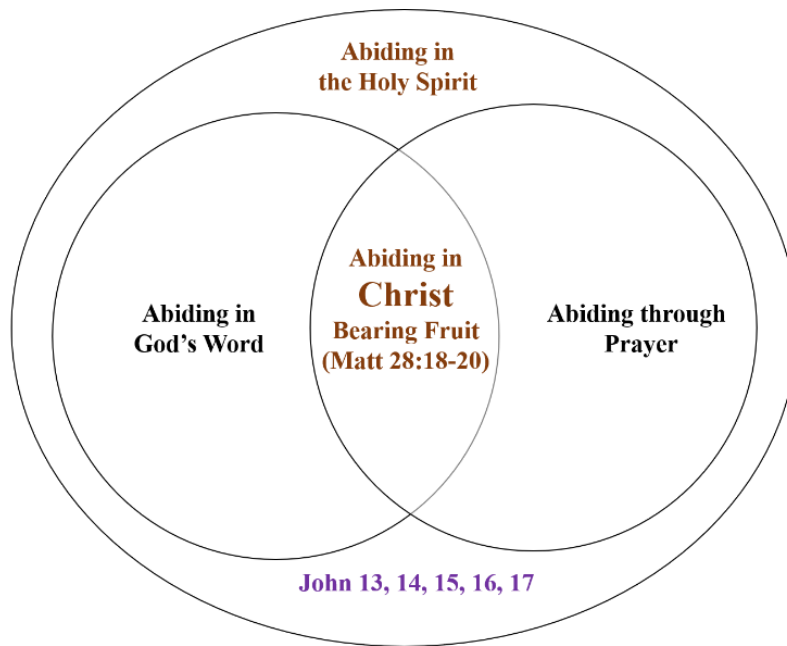 Abiding in
the Holy Spirit
Abiding in
God's Word
Abiding in
Christ
Bearing Fruit
(Matt 28:18-20)
Abiding through
Prayer
John 13, 14, 15, 16, 17